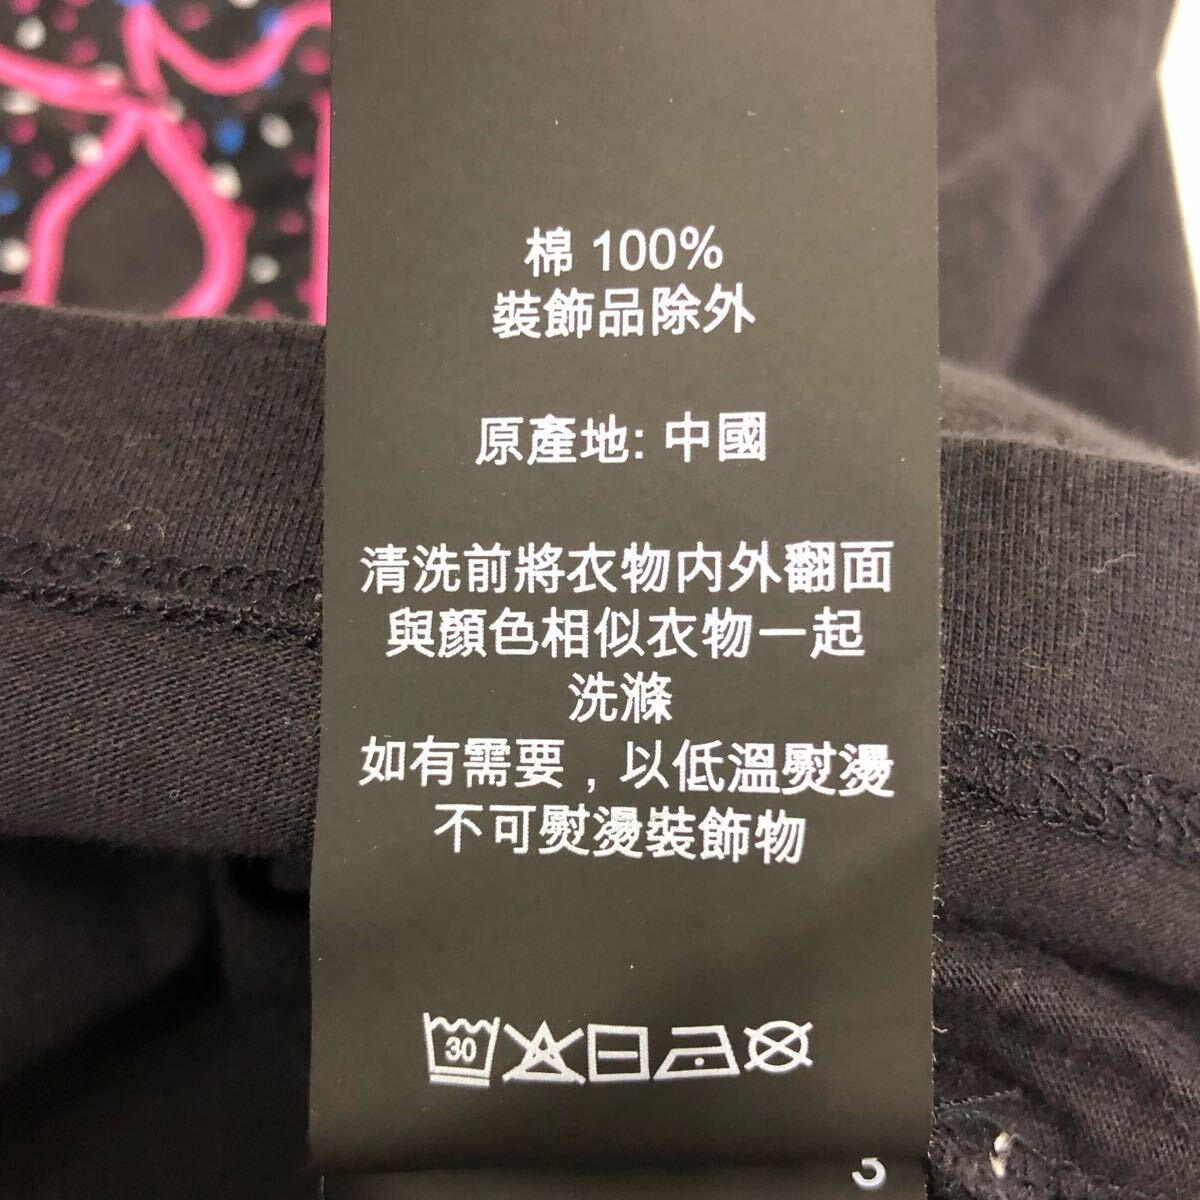 棉 100%
裝飾品除外
原產地: 中國
清洗前將衣物內外翻面
與顏色相似衣物一起
洗滌
如有需要，以低溫熨燙
不可熨燙裝飾物
30